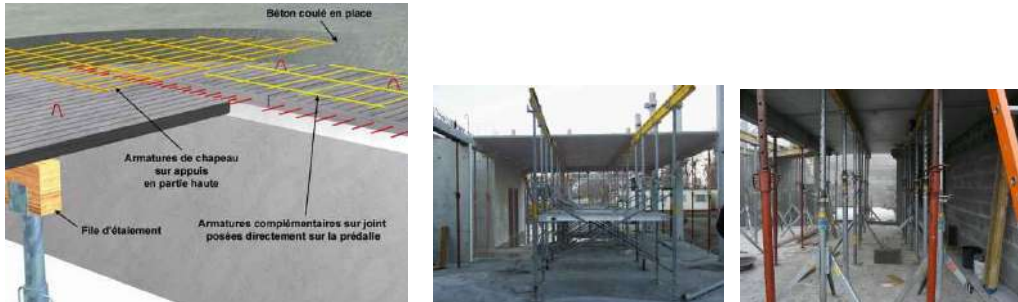 Béton coulé en place
Armatures de chapeau
sur appuis
en partie haute
File d'étaiement
Armatures complémentaires sur joint
posées directement sur la prédalle